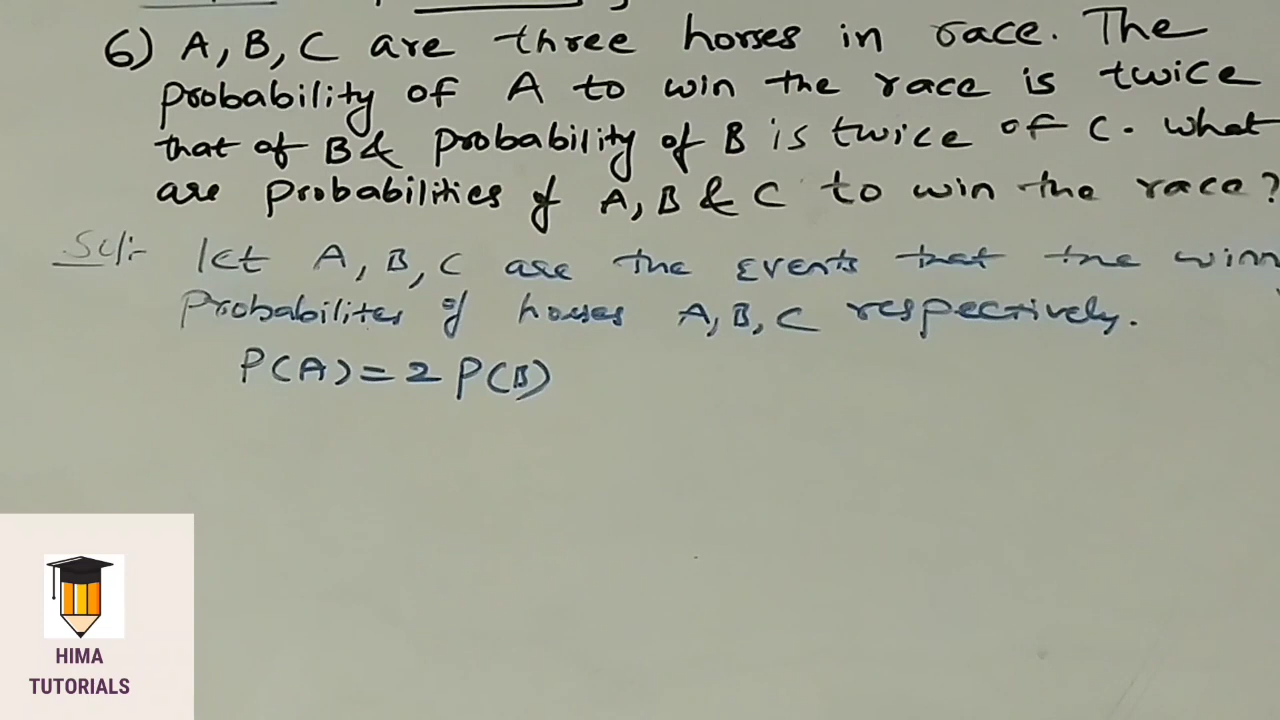 6) A, B, C are three horses in race. The
probability of A to win the race is twice
that of B & probability of B is twice of C. What
are probabilities of A, B & C to win the race?
Sol:- let A, B, C are the events that the winn
Probabilites of horses A, B, C respectively.
P(A) = 2 P(B)
HIMA
TUTORIALS